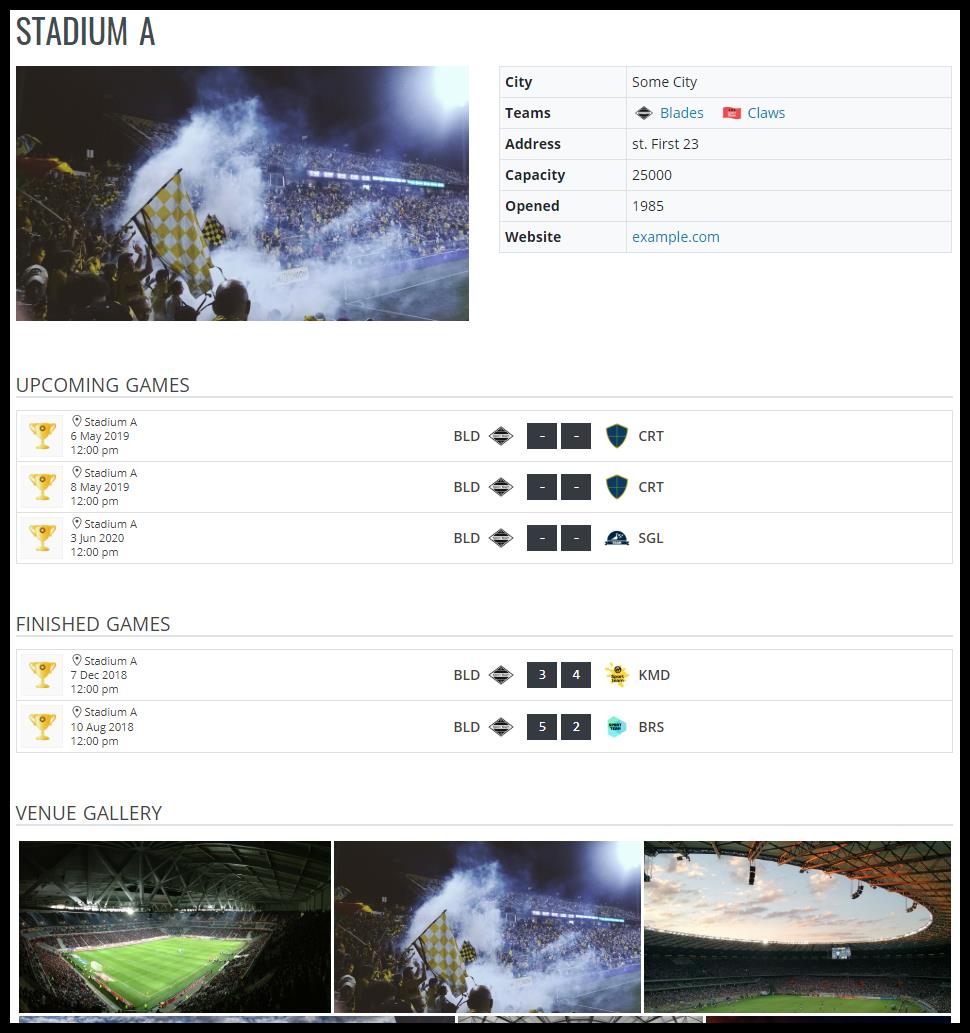 STADIUM A
City Some City
Teams Blades Claws
Address st. First 23
Capacity 25000
Opened 1985
Website example.com
UPCOMING GAMES
Stadium A
6 May 2019
12:00 pm
BLD - - CRT
Stadium A
8 May 2019
12:00 pm
BLD - - CRT
Stadium A
3 Jun 2020
12:00 pm
BLD - - SGL
FINISHED GAMES
Stadium A
7 Dec 2018
12:00 pm
BLD 3 4 KMD
Stadium A
10 Aug 2018
12:00 pm
BLD 5 2 BRS
VENUE GALLERY